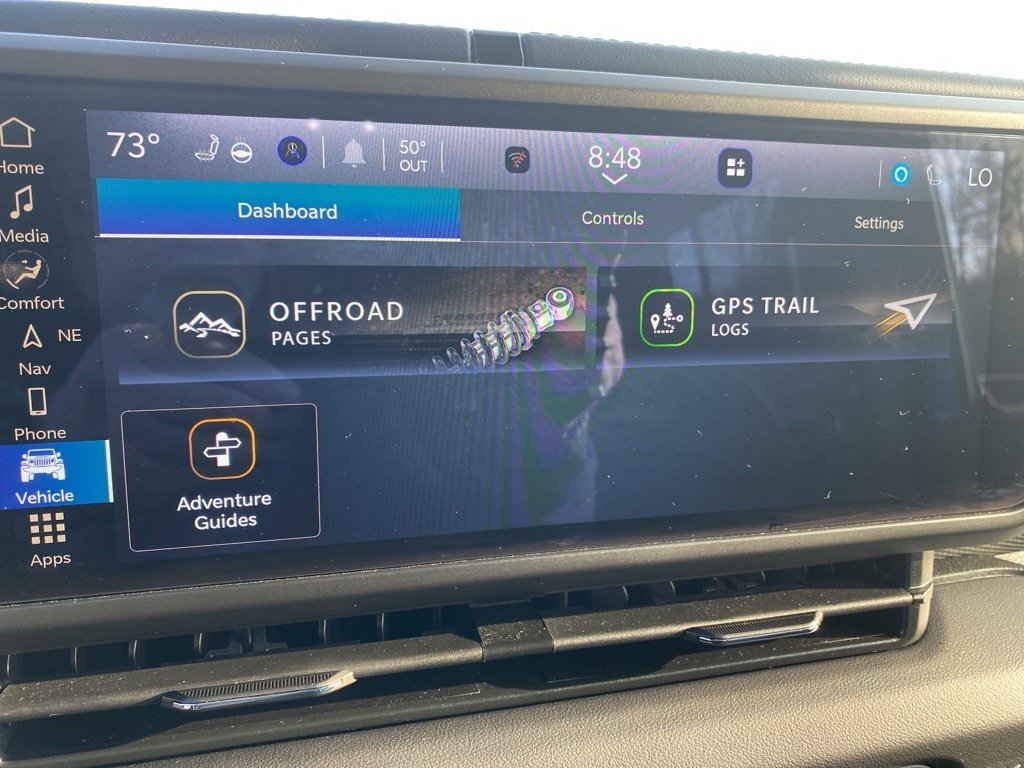 73°
50°
OUT
8:48
LO
Home
Media
Comfort
NE
Nav
Phone
Vehicle
Apps
Dashboard
Controls
Settings
OFFROAD
PAGES
GPS TRAIL
LOGS
Adventure
Guides